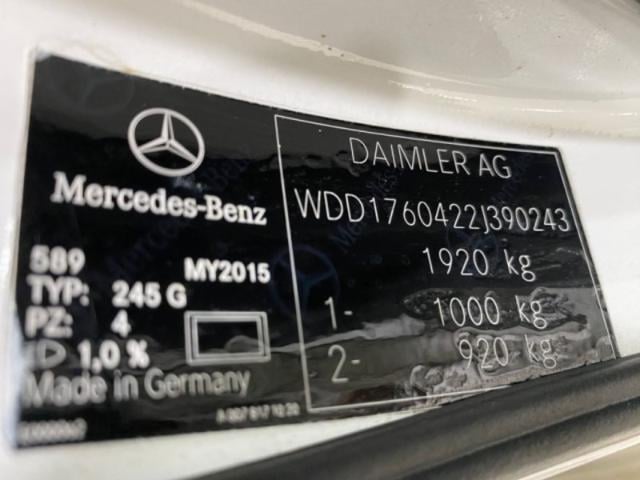 Mercedes-Benz
589 MY2015
TYP: 245 G
PZ: 4
1,0 %
Made in Germany
DAIMLER AG
WDD1760422J390243
1920 kg
1- 1000 kg
2- 920 kg